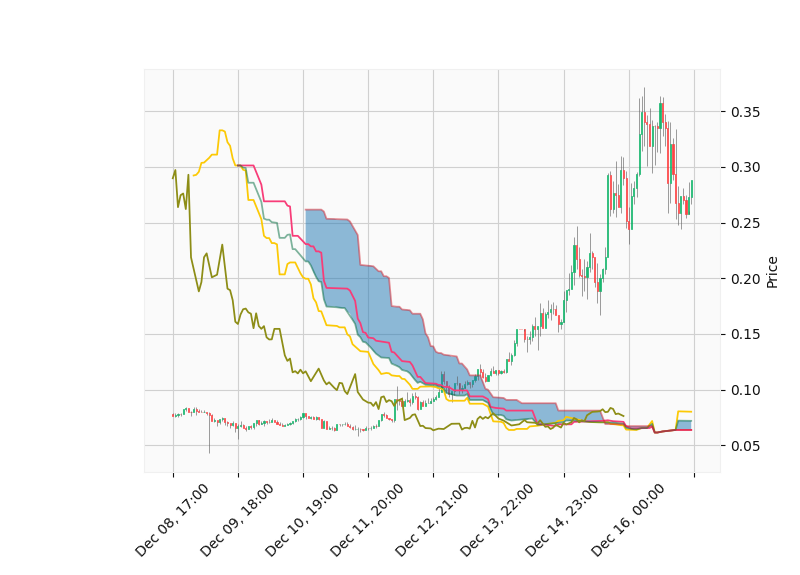 0.35
0.30
0.25
0.20
0.15
0.10
0.05
Price
Dec 08, 17:00
Dec 09, 18:00
Dec 10, 19:00
Dec 11, 20:00
Dec 12, 21:00
Dec 13, 22:00
Dec 14, 23:00
Dec 16, 00:00